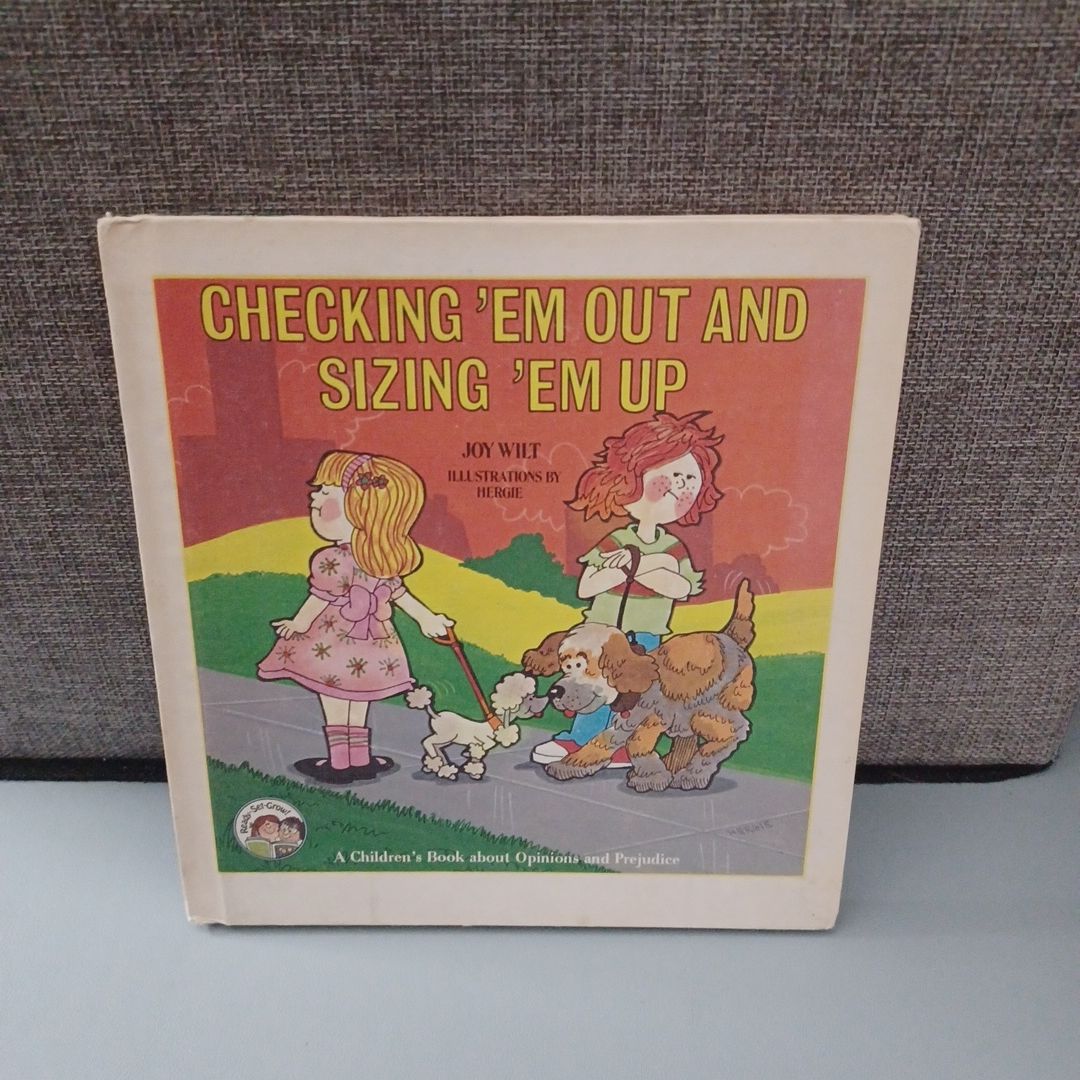 CHECKING 'EM OUT AND
SIZING 'EM UP
JOY WILT
ILLUSTRATIONS BY
HERGIE
Ready-Set-Grow!
A Children's Book about Opinions and Prejudice